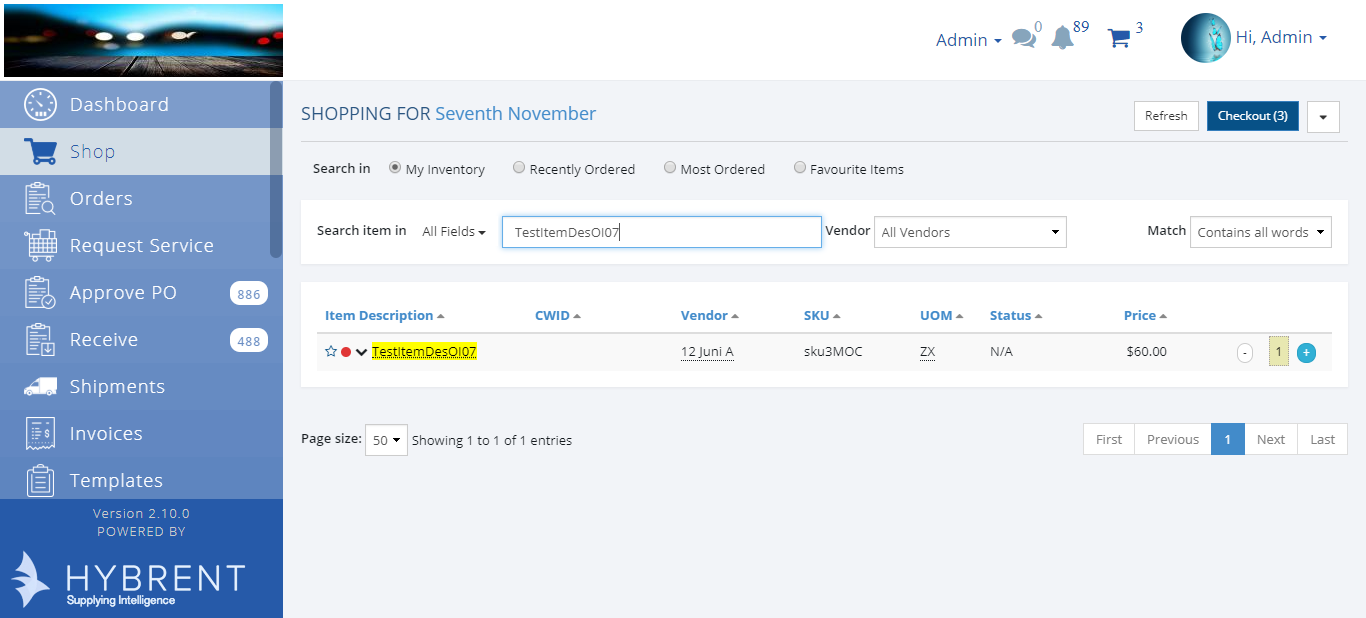 Admin 0 89 3 Hi, Admin
Dashboard
Shop
Orders
Request Service
Approve PO 886
Receive 488
Shipments
Invoices
Templates
Version 2.10.0
POWERED BY
HYBRENT
Supplying Intelligence
SHOPPING FOR Seventh November
Refresh Checkout (3)
Search in My Inventory Recently Ordered Most Ordered Favourite Items
Search item in All Fields TestItemDesOI07 Vendor All Vendors Match Contains all words
Item Description CWID Vendor SKU UOM Status Price
TestItemDesOI07 12 Juni A sku3MOC ZX N/A $60.00 - 1 +
Page size: 50 Showing 1 to 1 of 1 entries First Previous 1 Next Last